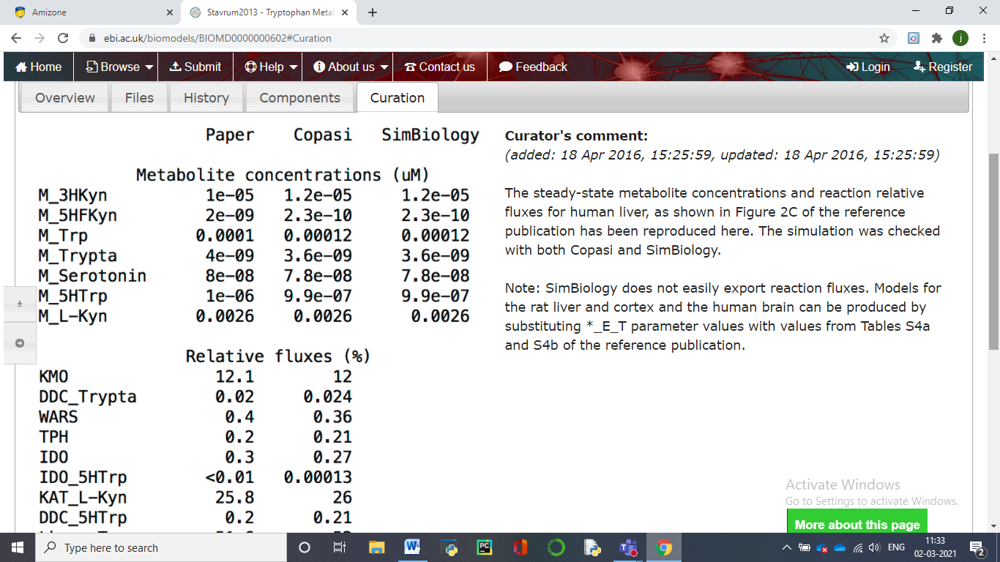 Amizone
Stavrum2013 - Tryptophan Metab
ebi.ac.uk/biomodels/BIOMD0000000602#Curation
j
Home Browse Submit Help About us Contact us Feedback Login Register
Overview Files History Components Curation
Paper Copasi SimBiology
Metabolite concentrations (uM)
M_3HKyn 1e-05 1.2e-05 1.2e-05
M_5HFKyn 2e-09 2.3e-10 2.3e-10
M_Trp 0.0001 0.00012 0.00012
M_Trypta 4e-09 3.6e-09 3.6e-09
M_Serotonin 8e-08 7.8e-08 7.8e-08
M_5HTrp 1e-06 9.9e-07 9.9e-07
M_L-Kyn 0.0026 0.0026 0.0026
Relative fluxes (%)
KMO 12.1 12
DDC_Trypta 0.02 0.024
WARS 0.4 0.36
TPH 0.2 0.21
IDO 0.3 0.27
IDO_5HTrp <0.01 0.00013
KAT_L-Kyn 25.8 26
DDC_5HTrp 0.2 0.21
Curator's comment:
(added: 18 Apr 2016, 15:25:59, updated: 18 Apr 2016, 15:25:59)
The steady-state metabolite concentrations and reaction relative
fluxes for human liver, as shown in Figure 2C of the reference
publication has been reproduced here. The simulation was checked
with both Copasi and SimBiology.
Note: SimBiology does not easily export reaction fluxes. Models for
the rat liver and cortex and the human brain can be produced by
substituting *_E_T parameter values with values from Tables S4a
and S4b of the reference publication.
Activate Windows
Go to Settings to activate Windows.
More about this page
Type here to search
ENG
11:33
02-03-2021
2